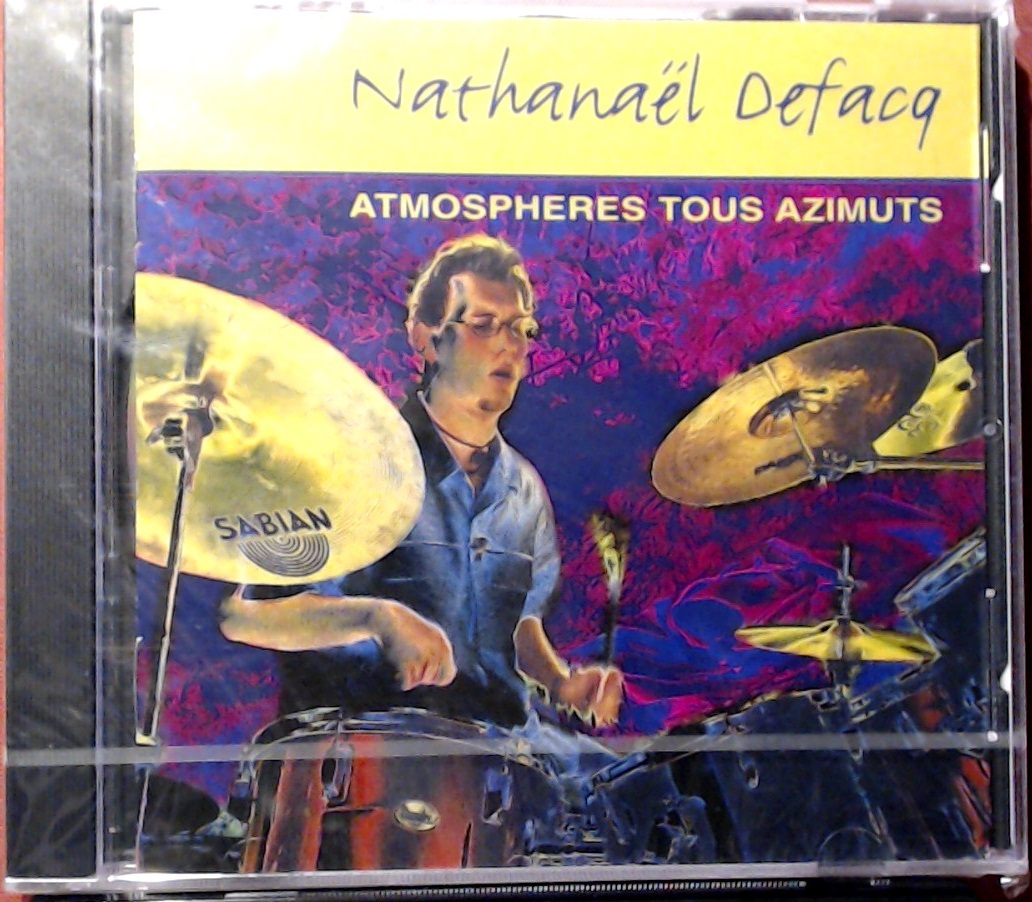 Nathanaël Defacq
ATMOSPHERES TOUS AZIMUTS
SABIAN